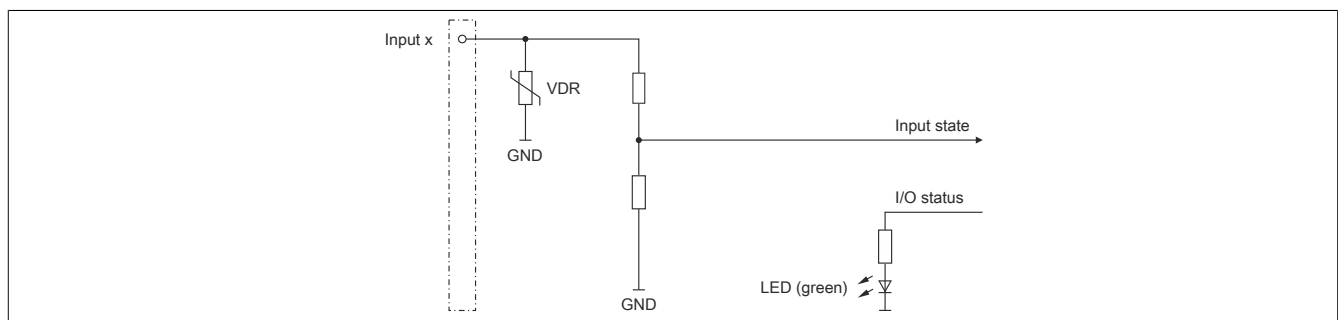 Input x
VDR
GND
Input state
I/O status
LED (green)
GND